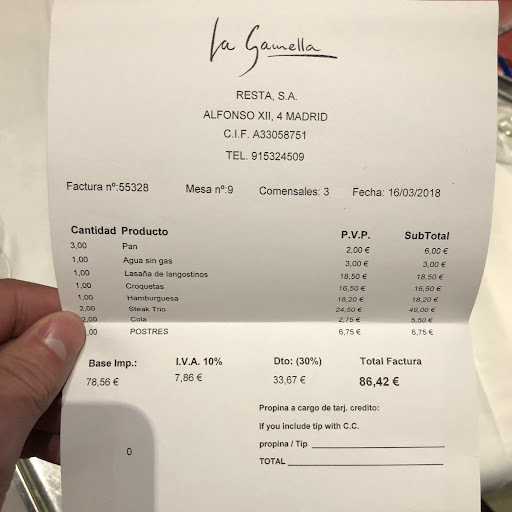 La Gamella
RESTA, S.A.
ALFONSO XII, 4 MADRID
C.I.F. A33058751
TEL. 915324509
Factura nº:55328 Mesa nº:9 Comensales: 3 Fecha: 16/03/2018
Cantidad Producto P.V.P. SubTotal
3,00 Pan 2,00 € 6,00 €
1,00 Agua sin gas 3,00 € 3,00 €
1,00 Lasaña de langostinos 18,50 € 18,50 €
1,00 Croquetas 16,50 € 16,50 €
1,00 Hamburguesa 18,20 € 18,20 €
2,00 Steak Trio 24,50 € 49,00 €
2,00 Cola 2,75 € 5,50 €
,00 POSTRES 6,75 € 6,75 €
Base Imp.: I.V.A. 10% Dto: (30%) Total Factura
78,56 € 7,86 € 33,67 € 86,42 €
Propina a cargo de tarj. credito:
If you include tip with C.C.
propina / Tip
0
TOTAL